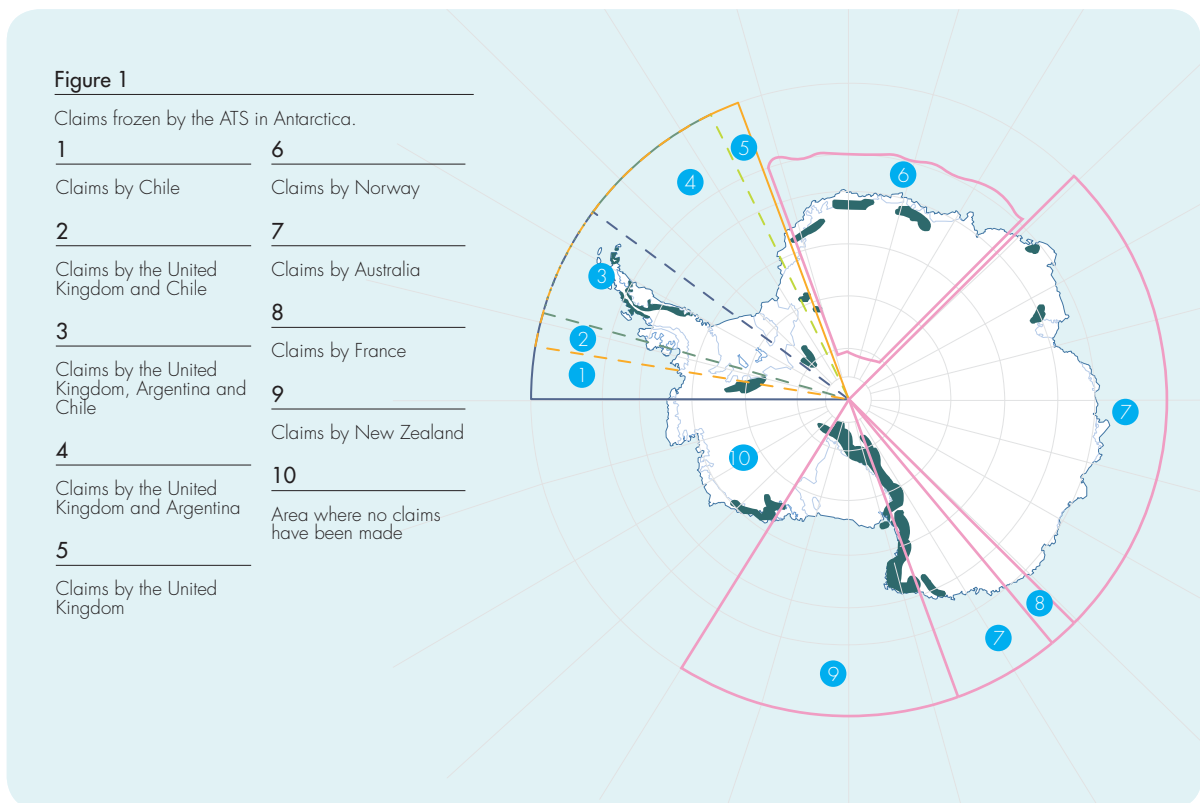 Figure 1
Claims frozen by the ATS in Antarctica.
1
Claims by Chile
2
Claims by the United
Kingdom and Chile
3
Claims by the United
Kingdom, Argentina and
Chile
4
Claims by the United
Kingdom and Argentina
5
Claims by the United
Kingdom
6
Claims by Norway
7
Claims by Australia
8
Claims by France
9
Claims by New Zealand
10
Area where no claims
have been made
5
4
6
3
2
1
7
10
8
7
9